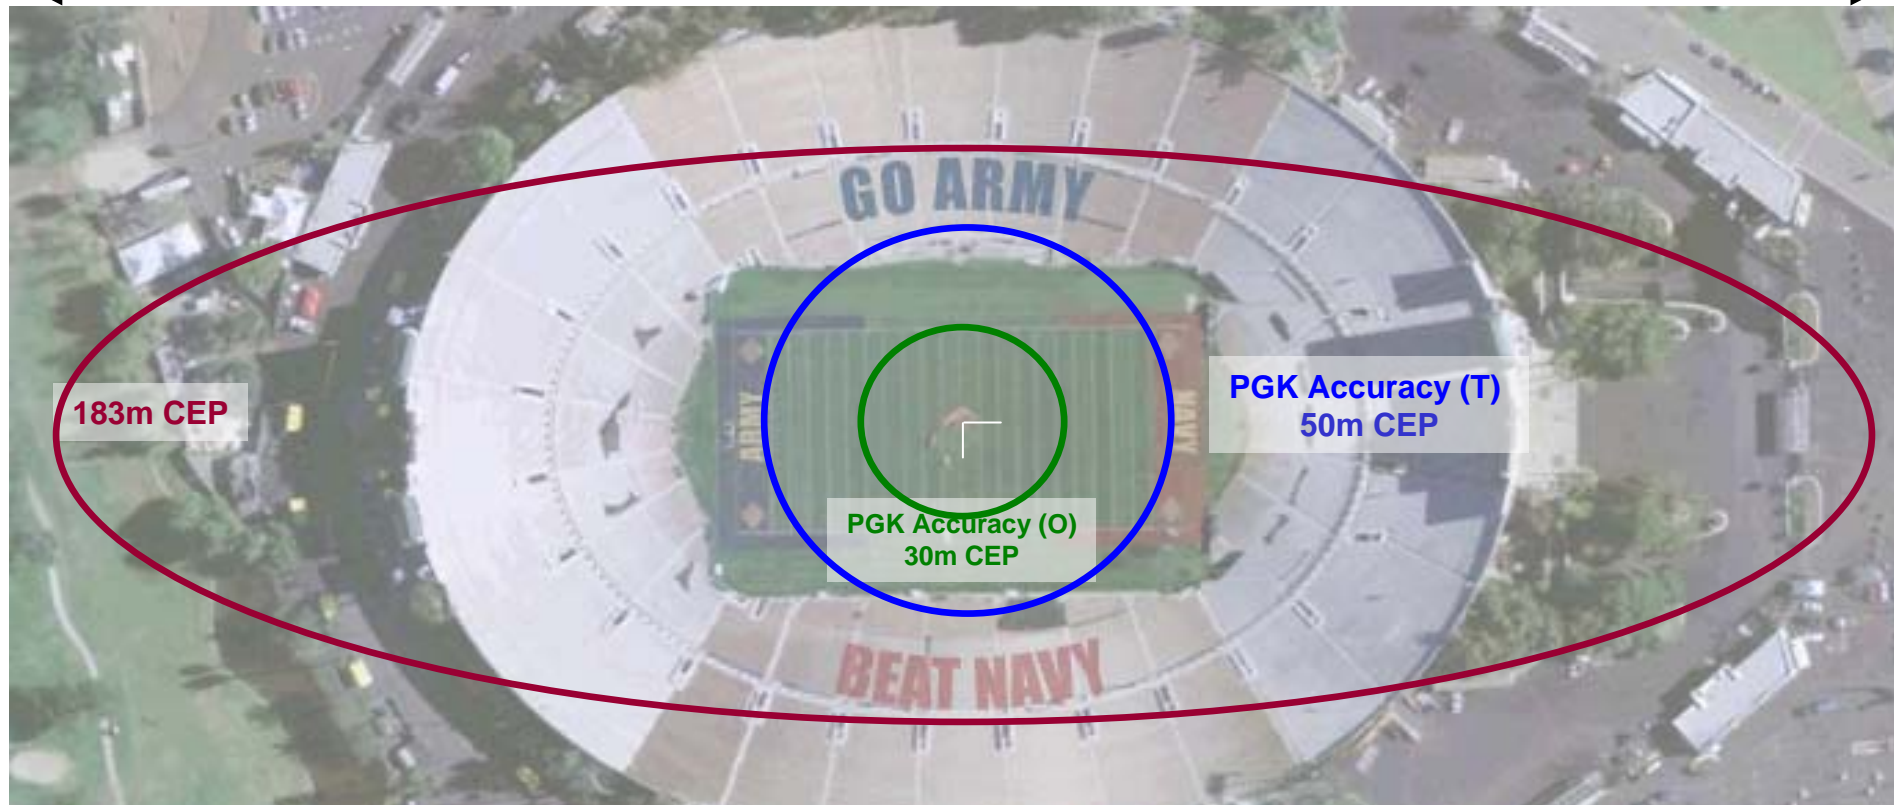 GO ARMY
183m CEP
ARMY
NAVY
PGK Accuracy (T)
50m CEP
PGK Accuracy (O)
30m CEP
BEAT NAVY